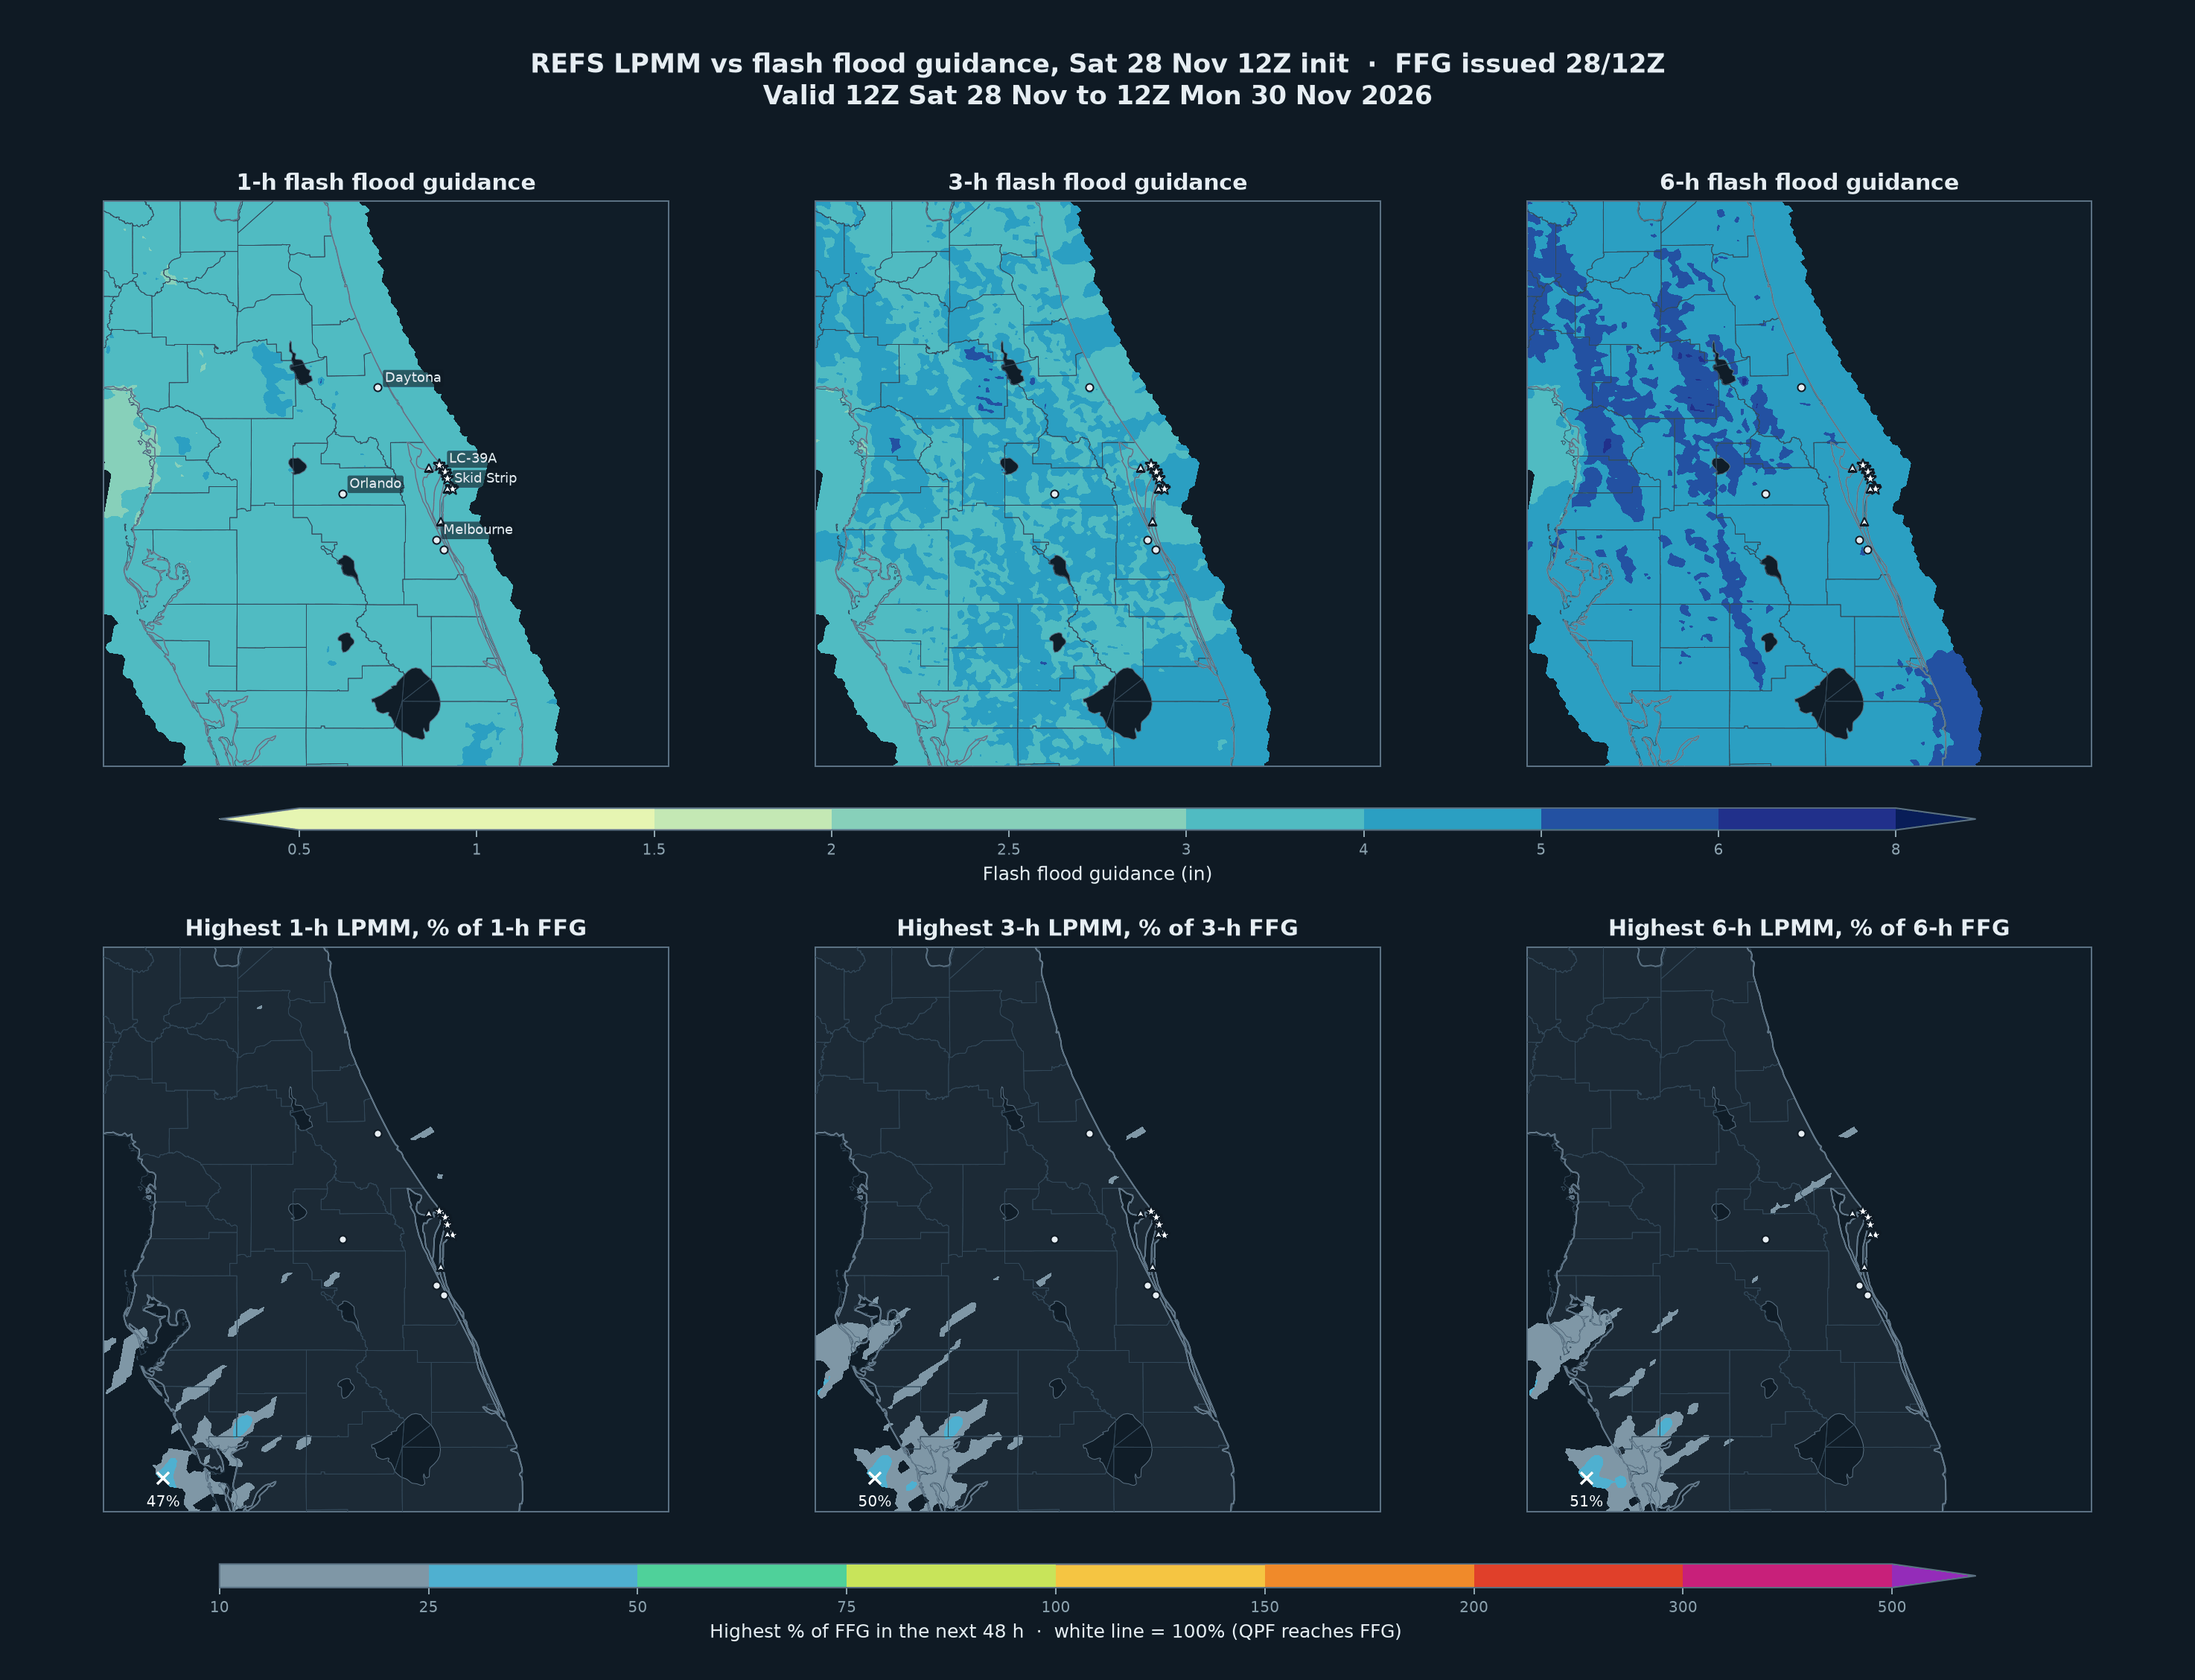 REFS LPMM vs flash flood guidance, Sat 28 Nov 12Z init · FFG issued 28/12Z
Valid 12Z Sat 28 Nov to 12Z Mon 30 Nov 2026
1-h flash flood guidance
3-h flash flood guidance
6-h flash flood guidance
Daytona
LC-39A
Skid Strip
Orlando
Melbourne
0.5 1 1.5 2 2.5 3 4 5 6 8
Flash flood guidance (in)
Highest 1-h LPMM, % of 1-h FFG
Highest 3-h LPMM, % of 3-h FFG
Highest 6-h LPMM, % of 6-h FFG
47%
50%
51%
10 25 50 75 100 150 200 300 500
Highest % of FFG in the next 48 h · white line = 100% (QPF reaches FFG)